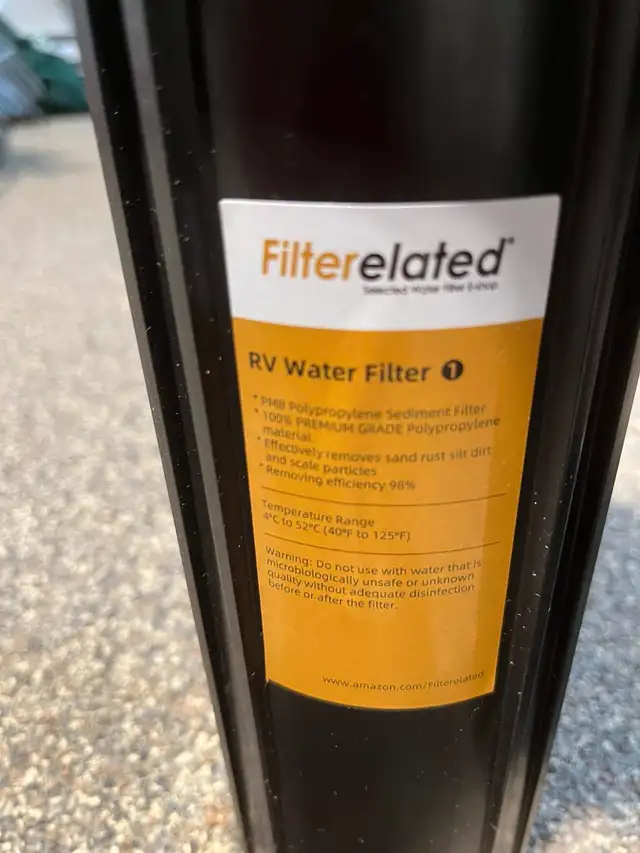 Filterelated®
Selected Water Filter E-shop
RV Water Filter ❶
* PMB Polypropylene Sediment Filter
* 100% PREMIUM GRADE Polypropylene
material
* Effectively removes sand rust silt dirt
and scale particles
* Removing efficiency 98%
Temperature Range
4°C to 52°C (40°F to 125°F)
Warning: Do not use with water that is
microbiologically unsafe or unknown
quality without adequate disinfection
before or after the filter.
www.amazon.com/Filterelated